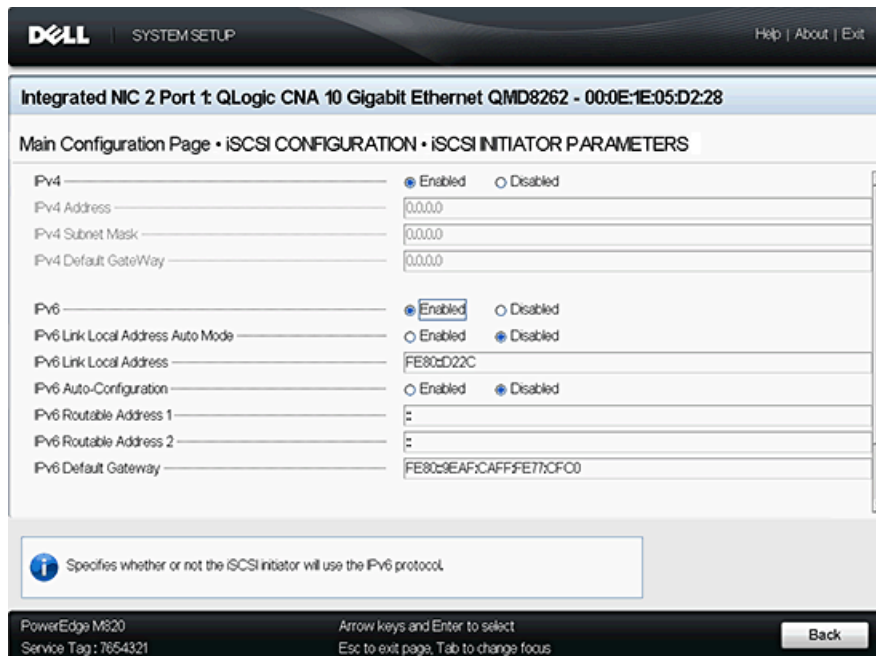 DELL SYSTEM SETUP Help | About | Exit
Integrated NIC 2 Port 1: QLogic CNA 10 Gigabit Ethernet QMD8262 - 00:0E:1E:05:D2:28
Main Configuration Page • iSCSI CONFIGURATION • iSCSI INITIATOR PARAMETERS
IPv4 Enabled Disabled
IPv4 Address 0.0.0.0
IPv4 Subnet Mask 0.0.0.0
IPv4 Default GateWay 0.0.0.0
IPv6 Enabled Disabled
IPv6 Link Local Address Auto Mode Enabled Disabled
IPv6 Link Local Address FE80::D22C
IPv6 Auto-Configuration Enabled Disabled
IPv6 Routable Address 1 ::
IPv6 Routable Address 2 ::
IPv6 Default Gateway FE80::9EAF:CAFF:FE77:CFC0
Specifies whether or not the iSCSI initiator will use the IPv6 protocol.
PowerEdge M820 Arrow keys and Enter to select
Service Tag : 7654321 Esc to exit page, Tab to change focus
Back